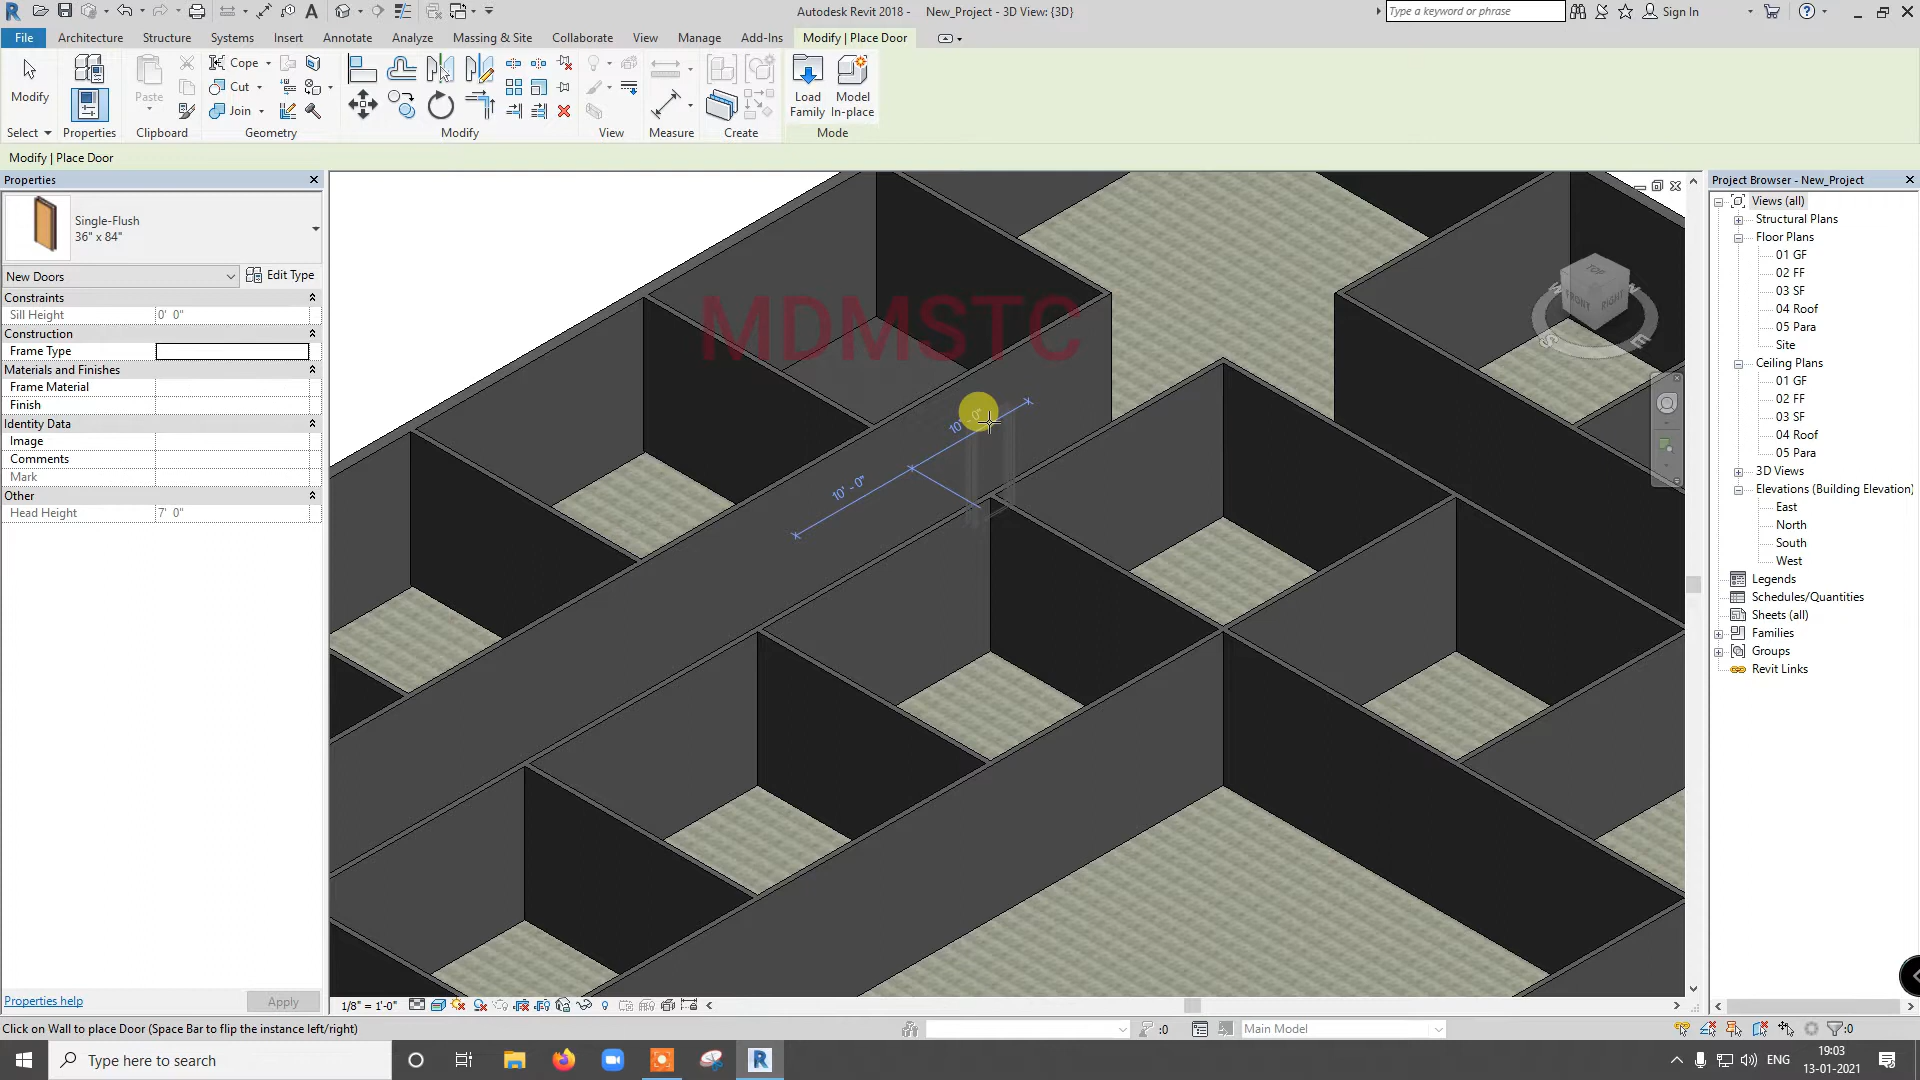 Autodesk Revit 2018 -    New_Project - 3D View: {3D}
Type a keyword or phrase
Sign In
File
Architecture
Structure
Systems
Insert
Annotate
Analyze
Massing & Site
Collaborate
View
Manage
Add-Ins
Modify | Place Door
Modify
Paste
Cope
Cut
Join
Load Family
Model In-place
Select
Properties
Clipboard
Geometry
Modify
View
Measure
Create
Mode
Modify | Place Door
Properties
Single-Flush
36" x 84"
New Doors
Edit Type
Constraints
Sill Height
0'  0"
Construction
Frame Type
Materials and Finishes
Frame Material
Finish
Identity Data
Image
Comments
Mark
Other
Head Height
7'  0"
Properties help
Apply
MDMSTC
10' - 0"
10' - 0"
TOP
FRONT
RIGHT
S
E
Project Browser - New_Project
Views (all)
Structural Plans
Floor Plans
01 GF
02 FF
03 SF
04 Roof
05 Para
Site
Ceiling Plans
01 GF
02 FF
03 SF
04 Roof
05 Para
3D Views
Elevations (Building Elevation)
East
North
South
West
Legends
Schedules/Quantities
Sheets (all)
Families
Groups
Revit Links
1/8" = 1'-0"
Click on Wall to place Door (Space Bar to flip the instance left/right)
:0
Main Model
:0
Type here to search
ENG
19:03
13-01-2021